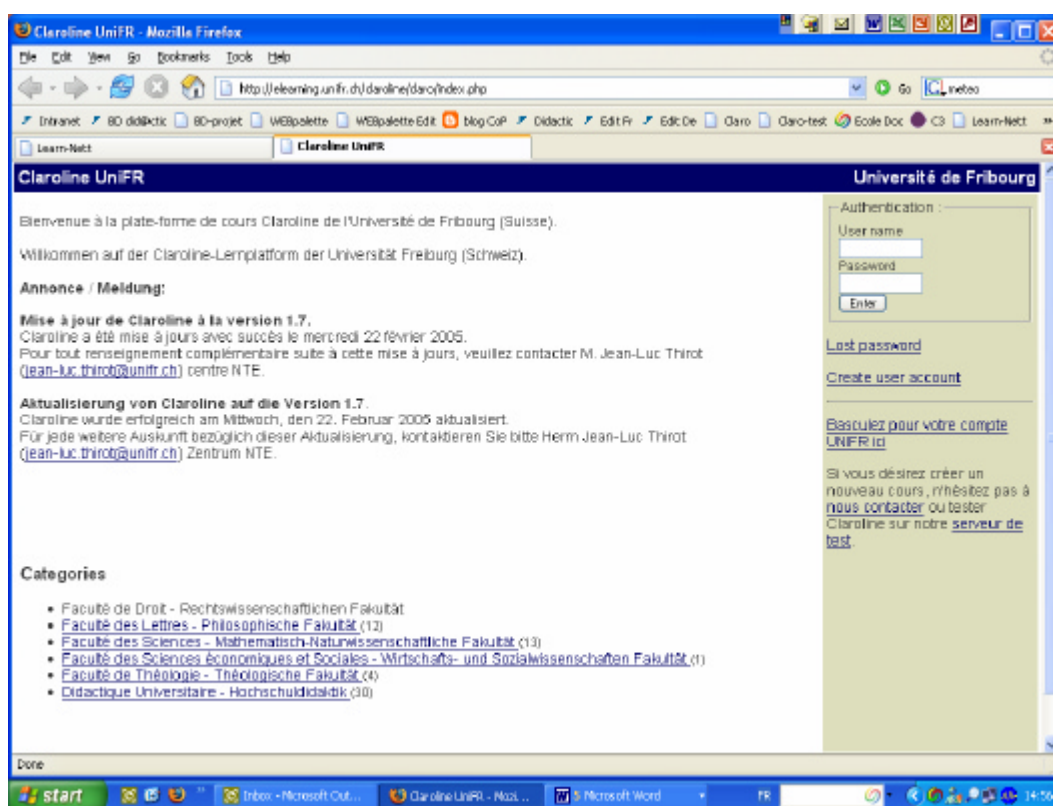 Claroline UniFR - Mozilla Firefox
File Edit View Go Bookmarks Tools Help
http://elearning.unifr.ch/claroline/claro/index.php Go meteo
Intranet BD didactic BD-projet WEBpalette WEBpalette Edit blog CoP Didactic Edit Fr Edit De Claro Claro-test Ecole Doc C3 Learn-Nett
Learn-Nett Claroline UniFR
Claroline UniFR Université de Fribourg
Bienvenue à la plate-forme de cours Claroline de l'Université de Fribourg (Suisse).
Willkommen auf der Claroline-Lernplatform der Universität Freiburg (Schweiz).
Annonce / Meldung:
Mise à jour de Claroline à la version 1.7.
Claroline a été mise à jours avec succès le mercredi 22 février 2005.
Pour tout renseignement complémentaire suite à cette mise à jours, veuillez contacter M. Jean-Luc Thirot
(jean-luc.thirot@unifr.ch) centre NTE.
Aktualisierung von Claroline auf die Version 1.7.
Claroline wurde erfolgreich am Mittwoch, den 22. Februar 2005 aktualisiert.
Für jede weitere Auskunft bezüglich dieser Aktualisierung, kontaktieren Sie bitte Herrn Jean-Luc Thirot
(jean-luc.thirot@unifr.ch) Zentrum NTE.
Categories
Faculté de Droit - Rechtswissenschaftlichen Fakultät
Faculté des Lettres - Philosophische Fakultät (12)
Faculté des Sciences - Mathematisch-Naturwissenschaftliche Fakultät (13)
Faculté des Sciences économiques et Sociales - Wirtschafts- und Sozialwissenschaften Fakultät (1)
Faculté de Théologie - Théologische Fakultät (4)
Didactique Universitaire - Hochschuldidaktik (30)
Authentication :
User name
Password
Enter
Lost password
Create user account
Basculez pour votre compte
UNIFR ici
Si vous désirez créer un
nouveau cours, n'hésitez pas à
nous contacter ou tester
Claroline sur notre serveur de
test.
Done
start Inbox - Microsoft Out... Claroline UniFR - Mozi... 5 Microsoft Word FR 14:56